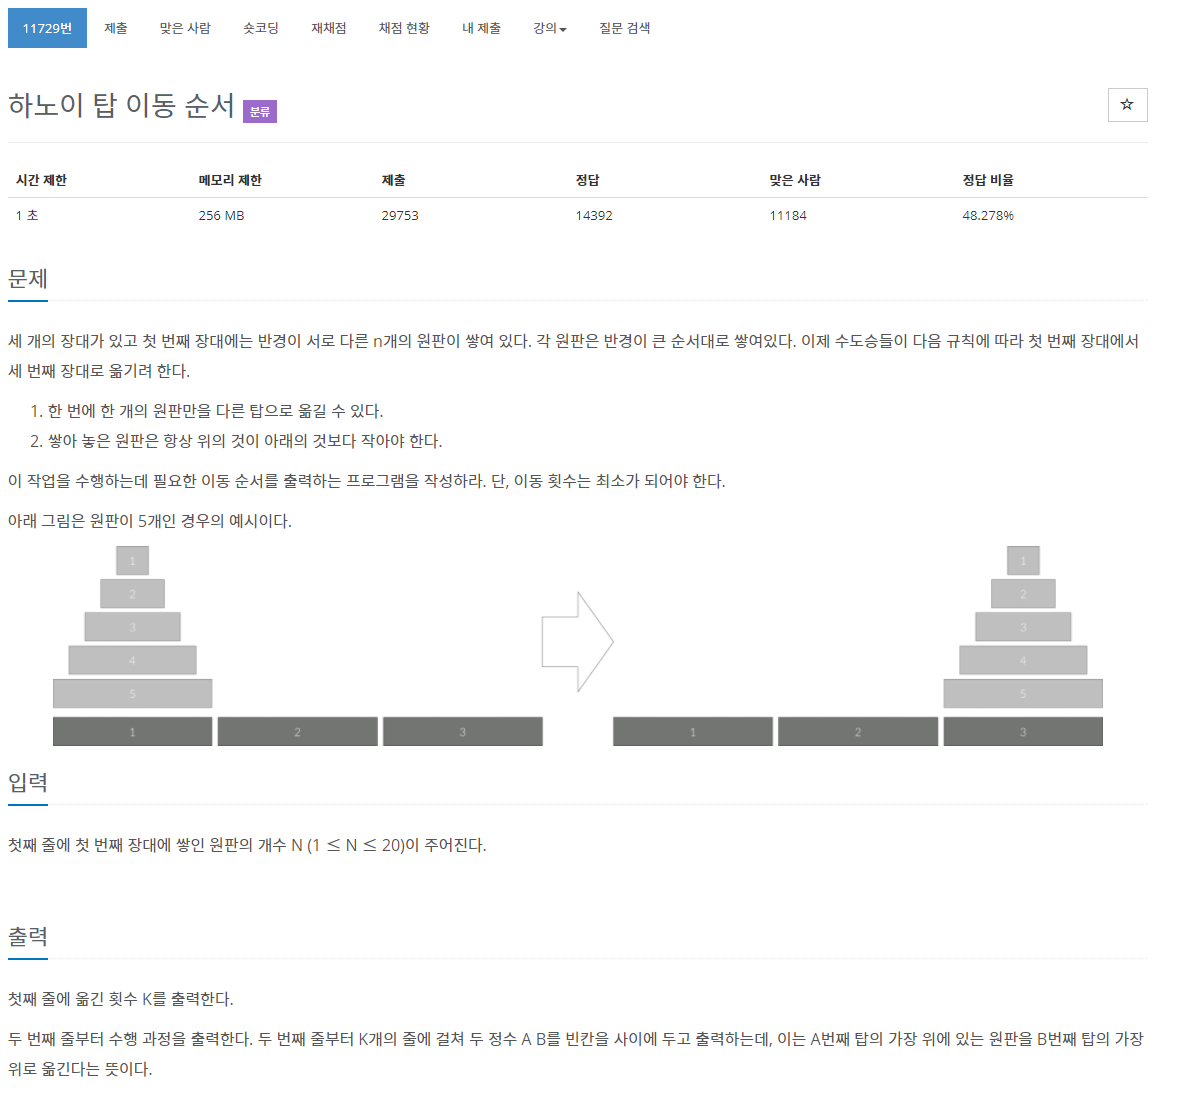 11729번 제출 맞은 사람 숏코딩 재채점 채점 현황 내 제출 강의 질문 검색
하노이 탑 이동 순서 분류
시간 제한 메모리 제한 제출 정답 맞은 사람 정답 비율
1 초 256 MB 29753 14392 11184 48.278%
문제
세 개의 장대가 있고 첫 번째 장대에는 반경이 서로 다른 n개의 원판이 쌓여 있다. 각 원판은 반경이 큰 순서대로 쌓여있다. 이제 수도승들이 다음 규칙에 따라 첫 번째 장대에서
세 번째 장대로 옮기려 한다.
1. 한 번에 한 개의 원판만을 다른 탑으로 옮길 수 있다.
2. 쌓아 놓은 원판은 항상 위의 것이 아래의 것보다 작아야 한다.
이 작업을 수행하는데 필요한 이동 순서를 출력하는 프로그램을 작성하라. 단, 이동 횟수는 최소가 되어야 한다.
아래 그림은 원판이 5개인 경우의 예시이다.
1 1
2 2
3 3
4 4
5 5
1 2 3 1 2 3
입력
첫째 줄에 첫 번째 장대에 쌓인 원판의 개수 N (1 ≤ N ≤ 20)이 주어진다.
출력
첫째 줄에 옮긴 횟수 K를 출력한다.
두 번째 줄부터 수행 과정을 출력한다. 두 번째 줄부터 K개의 줄에 걸쳐 두 정수 A B를 빈칸을 사이에 두고 출력하는데, 이는 A번째 탑의 가장 위에 있는 원판을 B번째 탑의 가장
위로 옮긴다는 뜻이다.